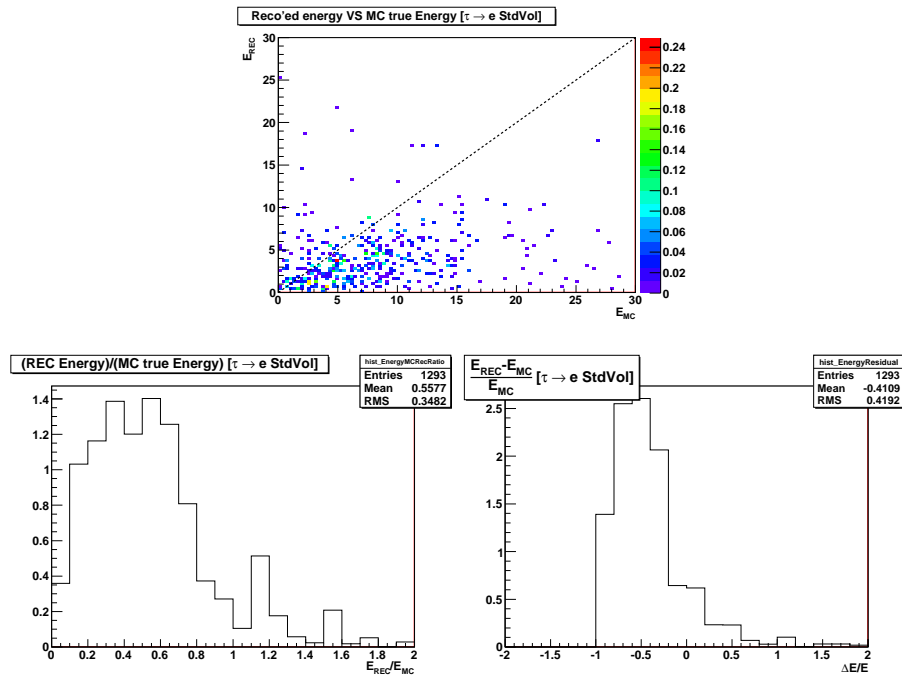 Reco'ed energy VS MC true Energy [τ → e StdVol]
E_REC
30
25
20
15
10
5
0
0 5 10 15 20 25 30
E_MC
0.24
0.22
0.2
0.18
0.16
0.14
0.12
0.1
0.08
0.06
0.04
0.02
0
(REC Energy)/(MC true Energy) [τ → e StdVol]
hist_EnergyMCRecRatio
Entries 1293
Mean 0.5577
RMS 0.3482
1.4
1.2
1
0.8
0.6
0.4
0.2
0
0 0.2 0.4 0.6 0.8 1 1.2 1.4 1.6 1.8 2
E_REC/E_MC
E_REC-E_MC
E_MC
[τ → e StdVol]
hist_EnergyResidual
Entries 1293
Mean -0.4109
RMS 0.4192
2.5
2
1.5
1
0.5
0
-2 -1.5 -1 -0.5 0 0.5 1 1.5 2
ΔE/E